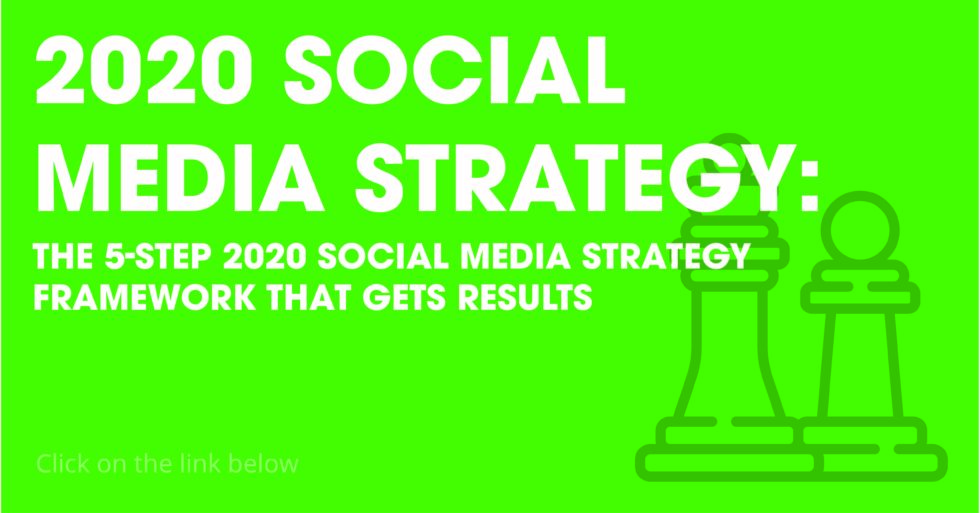 2020 SOCIAL
MEDIA STRATEGY:
THE 5-STEP 2020 SOCIAL MEDIA STRATEGY
FRAMEWORK THAT GETS RESULTS
Click on the link below